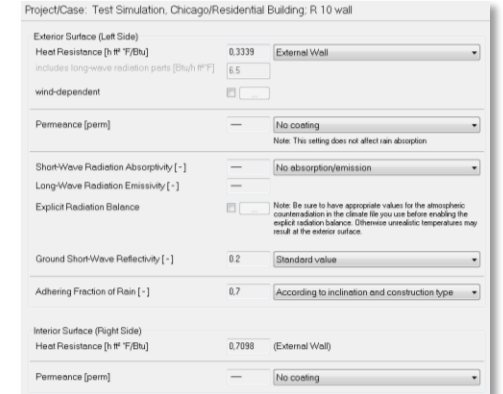 Project/Case: Test Simulation, Chicago/Residential Building: R 10 wall
Exterior Surface (Left Side)
Heat Resistance [h ft² °F/Btu] 0,3339 External Wall
includes long-wave radiation parts [Btu/h ft²°F] 6.5
wind-dependent ...
Permeance [perm] — No coating
Note: This setting does not affect rain absorption
Short-Wave Radiation Absorptivity [-] — No absorption/emission
Long-Wave Radiation Emissivity [-] —
Explicit Radiation Balance ... Note: Be sure to have appropriate values for the atmospheric
counterradiation in the climate file you use before enabling the
explicit radiation balance. Otherwise unrealistic temperatures may
result at the exterior surface.
Ground Short-Wave Reflectivity [-] 0.2 Standard value
Adhering Fraction of Rain [-] 0,7 According to inclination and construction type
Interior Surface (Right Side)
Heat Resistance [h ft² °F/Btu] 0,7098 (External Wall)
Permeance [perm] — No coating